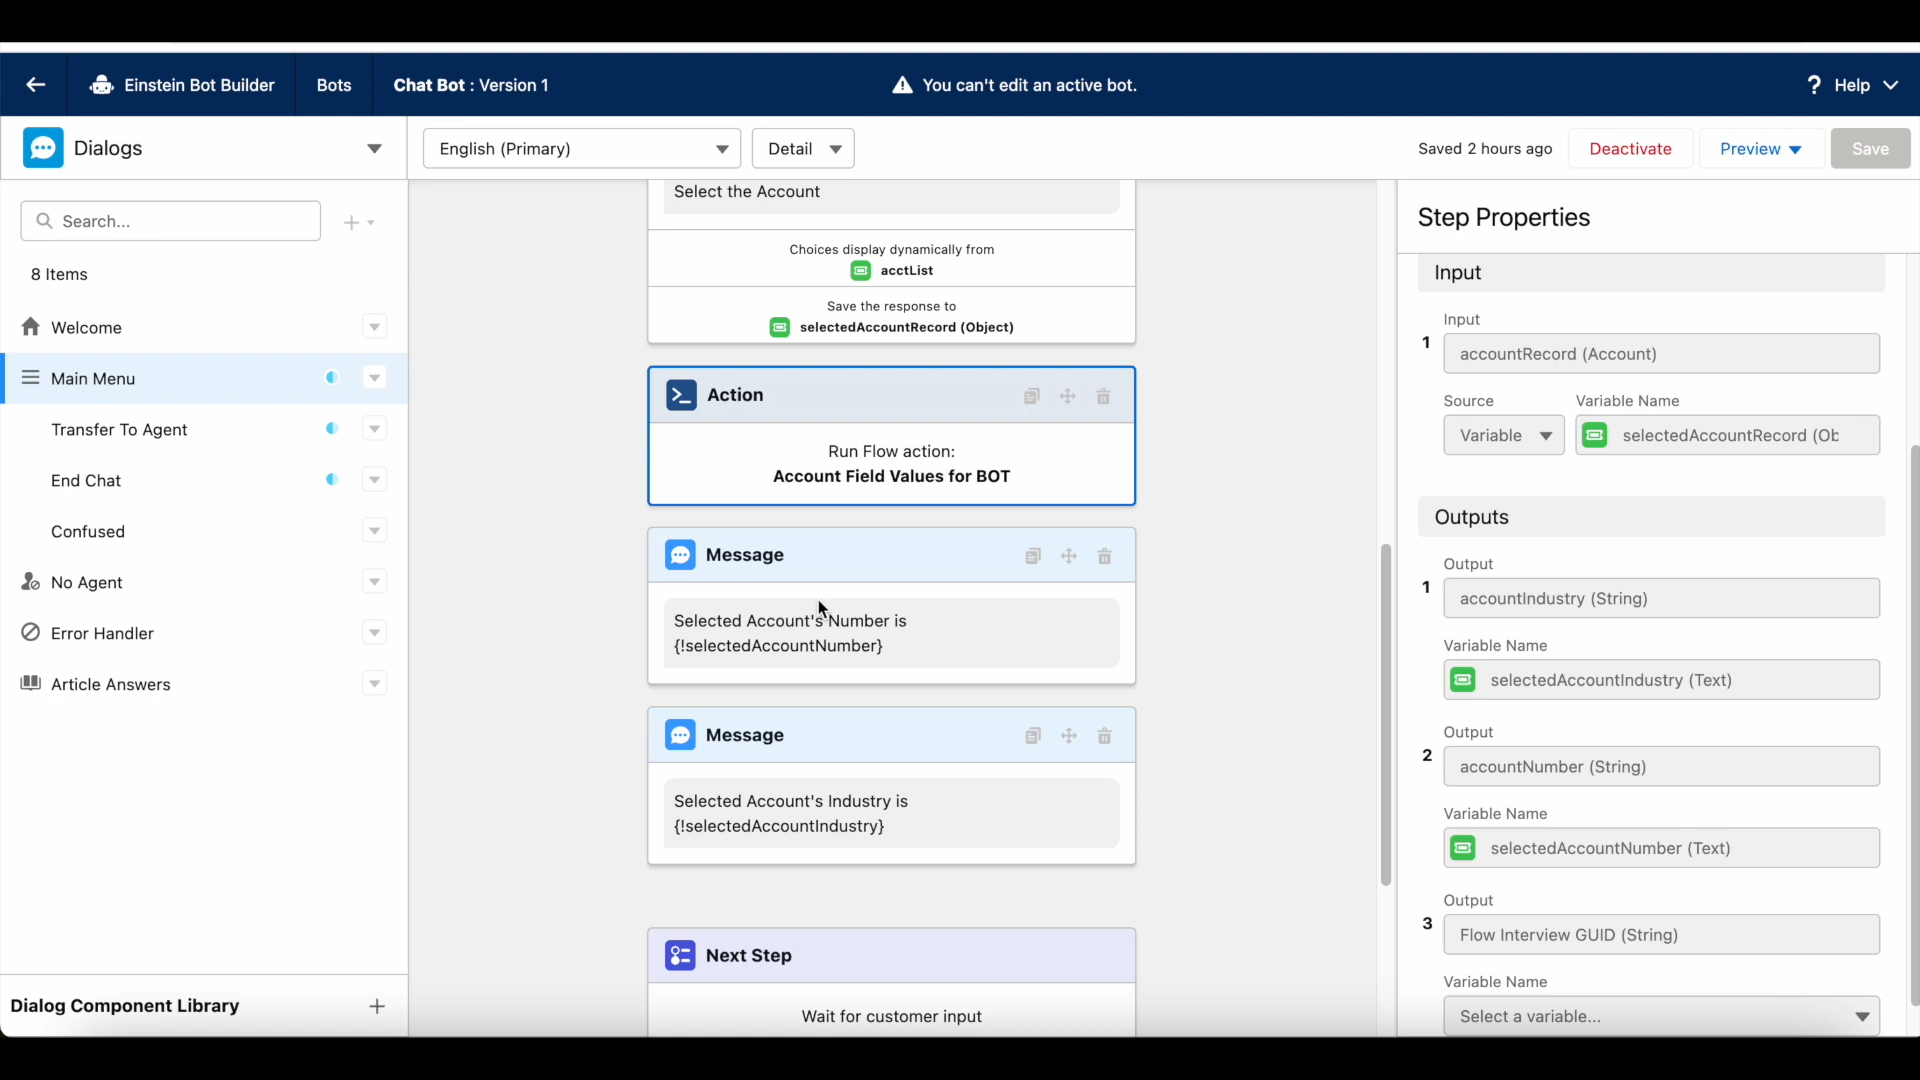 Einstein Bot Builder
Bots
Chat Bot : Version 1
You can't edit an active bot.
? Help
Dialogs
English (Primary)
Detail
Saved 2 hours ago
Deactivate
Preview
Save
Search...
8 Items
Welcome
Main Menu
Transfer To Agent
End Chat
Confused
No Agent
Error Handler
Article Answers
Dialog Component Library
Select the Account
Choices display dynamically from
acctList
Save the response to
selectedAccountRecord (Object)
Action
Run Flow action:
Account Field Values for BOT
Message
Selected Account's Number is
{!selectedAccountNumber}
Message
Selected Account's Industry is
{!selectedAccountIndustry}
Next Step
Wait for customer input
Step Properties
Input
Input
1
accountRecord (Account)
Source
Variable Name
Variable
selectedAccountRecord (Ob
Outputs
Output
1
accountIndustry (String)
Variable Name
selectedAccountIndustry (Text)
Output
2
accountNumber (String)
Variable Name
selectedAccountNumber (Text)
Output
3
Flow Interview GUID (String)
Variable Name
Select a variable...